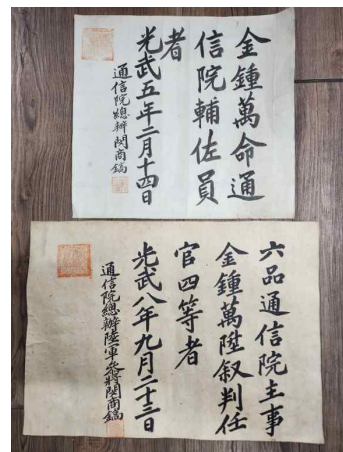 金鍾萬命通
信院輔佐員
者
光武五年二月十四日
通信院總辦閔商鎬
六品通信院主事
金鍾萬陞叙判任
官四等者
光武八年九月二十三日
通信院總辦陸軍參將閔商鎬